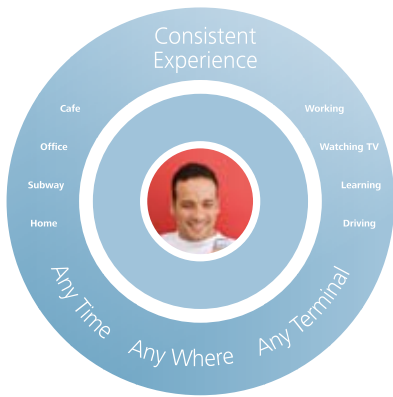 Consistent
Experience
Cafe
Office
Subway
Home
Working
Watching TV
Learning
Driving
Any Time
Any Where
Any Terminal